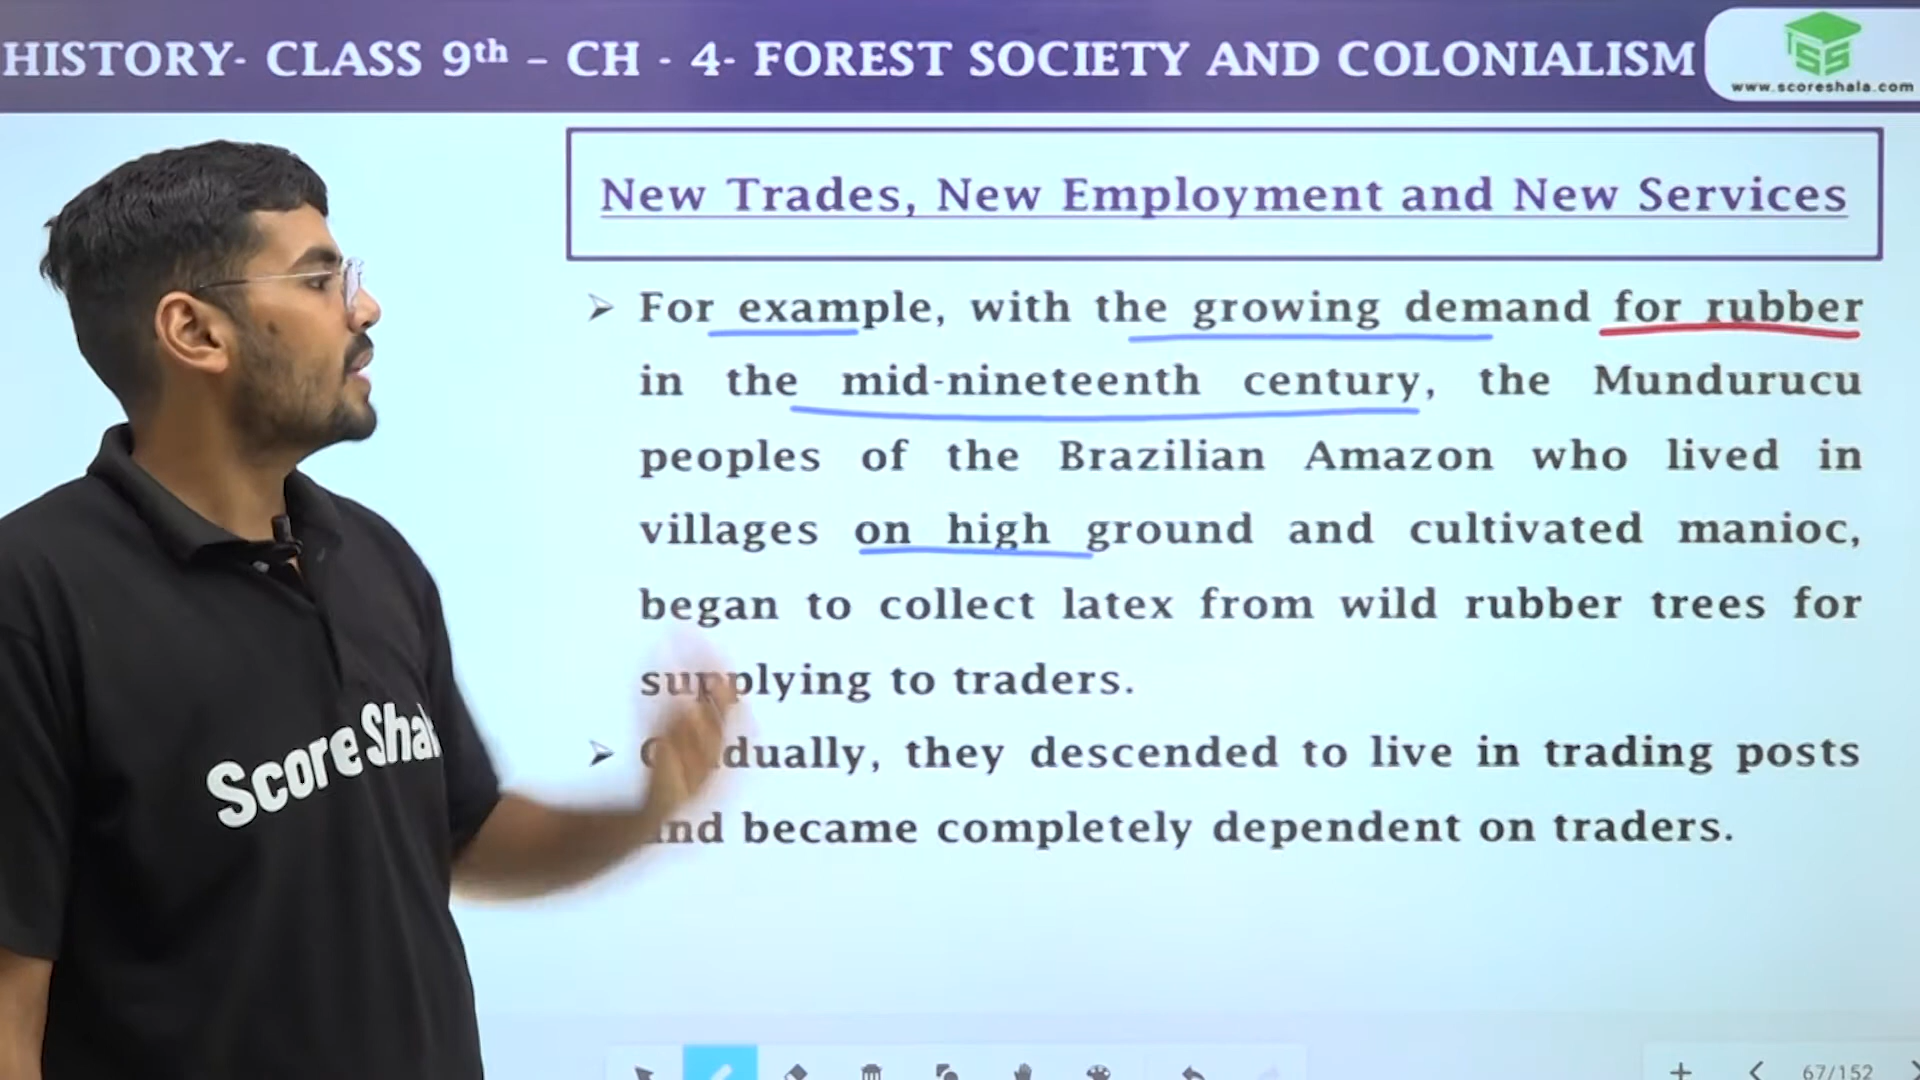 HISTORY- CLASS 9th – CH - 4- FOREST SOCIETY AND COLONIALISM
SS
www.scoreshala.com
New Trades, New Employment and New Services
➢ For example, with the growing demand for rubber
in the mid-nineteenth century, the Mundurucu
peoples of the Brazilian Amazon who lived in
villages on high ground and cultivated manioc,
began to collect latex from wild rubber trees for
supplying to traders.
➢ Gradually, they descended to live in trading posts
and became completely dependent on traders.
Score Shal
67/152